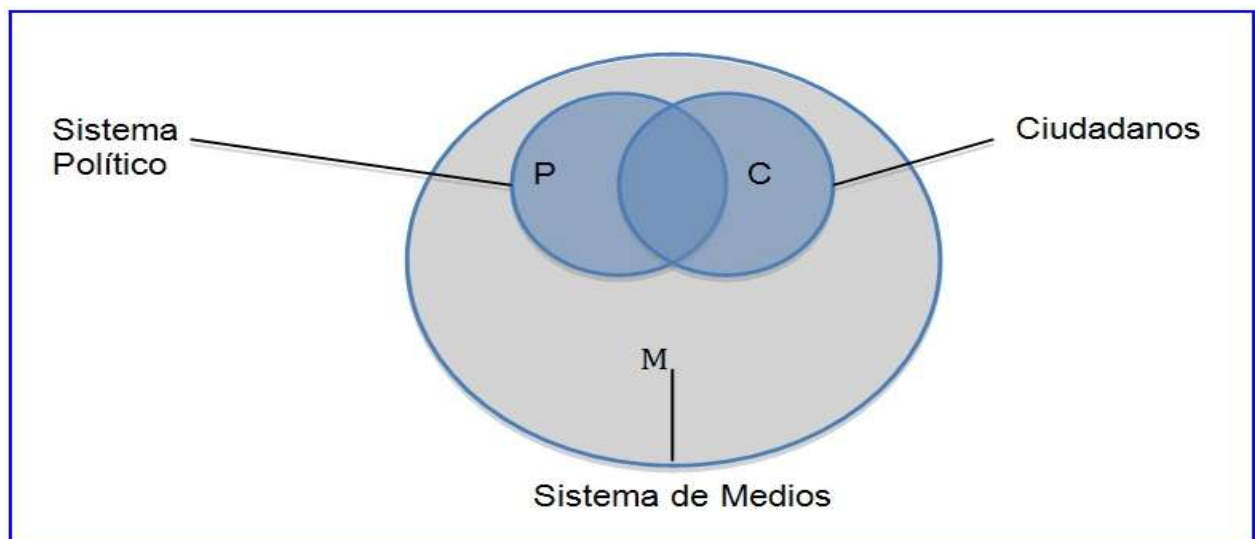 Sistema
Político
Ciudadanos
P
C
M
Sistema de Medios